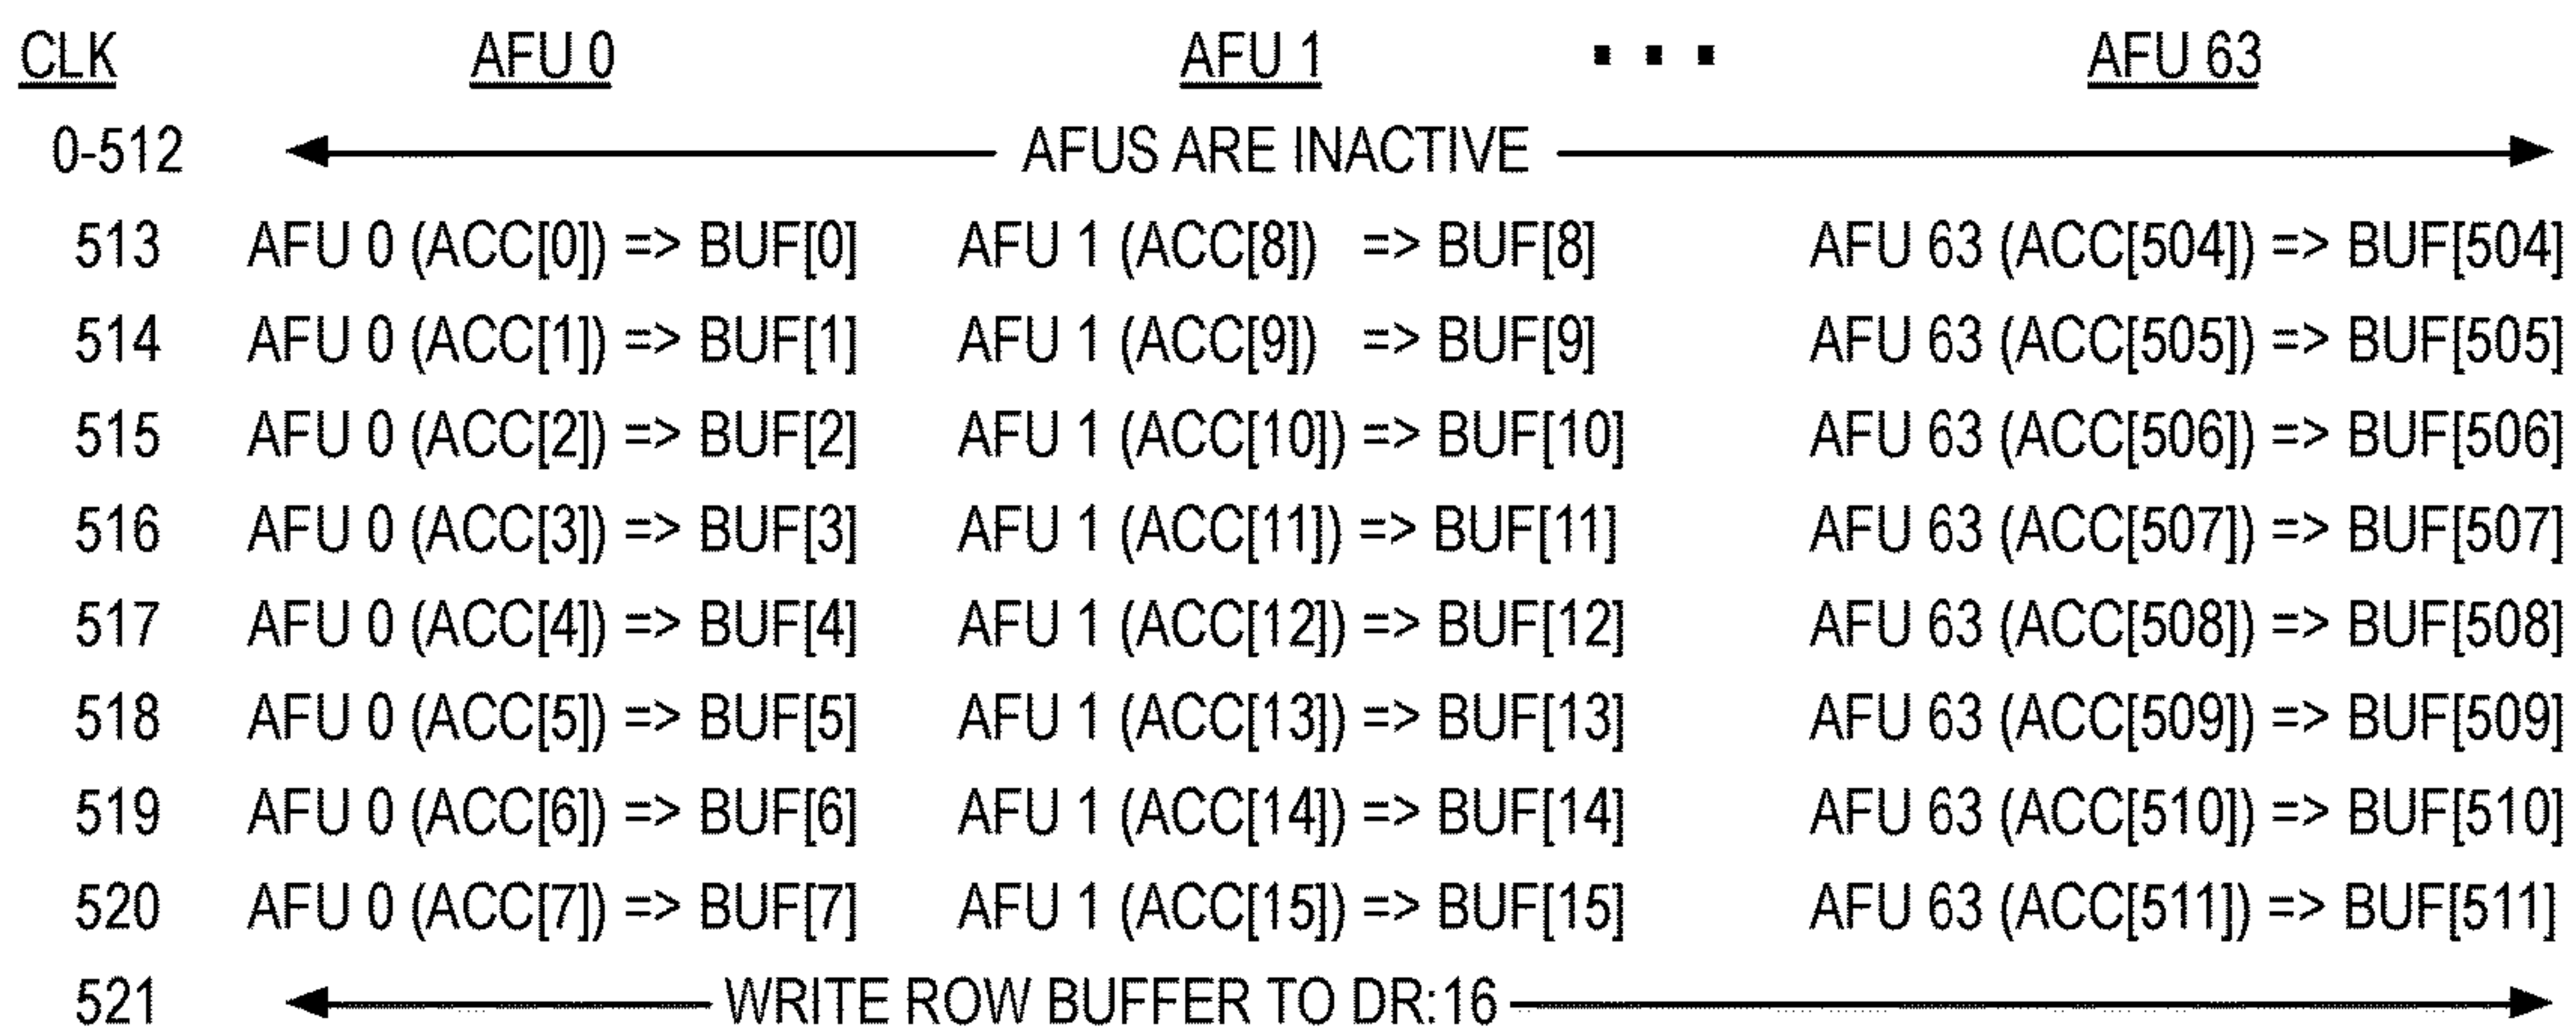 CLK AFU 0 AFU 1 ... AFU 63
0-512 AFUS ARE INACTIVE
513 AFU 0 (ACC[0]) => BUF[0] AFU 1 (ACC[8]) => BUF[8] AFU 63 (ACC[504]) => BUF[504]
514 AFU 0 (ACC[1]) => BUF[1] AFU 1 (ACC[9]) => BUF[9] AFU 63 (ACC[505]) => BUF[505]
515 AFU 0 (ACC[2]) => BUF[2] AFU 1 (ACC[10]) => BUF[10] AFU 63 (ACC[506]) => BUF[506]
516 AFU 0 (ACC[3]) => BUF[3] AFU 1 (ACC[11]) => BUF[11] AFU 63 (ACC[507]) => BUF[507]
517 AFU 0 (ACC[4]) => BUF[4] AFU 1 (ACC[12]) => BUF[12] AFU 63 (ACC[508]) => BUF[508]
518 AFU 0 (ACC[5]) => BUF[5] AFU 1 (ACC[13]) => BUF[13] AFU 63 (ACC[509]) => BUF[509]
519 AFU 0 (ACC[6]) => BUF[6] AFU 1 (ACC[14]) => BUF[14] AFU 63 (ACC[510]) => BUF[510]
520 AFU 0 (ACC[7]) => BUF[7] AFU 1 (ACC[15]) => BUF[15] AFU 63 (ACC[511]) => BUF[511]
521 WRITE ROW BUFFER TO DR:16